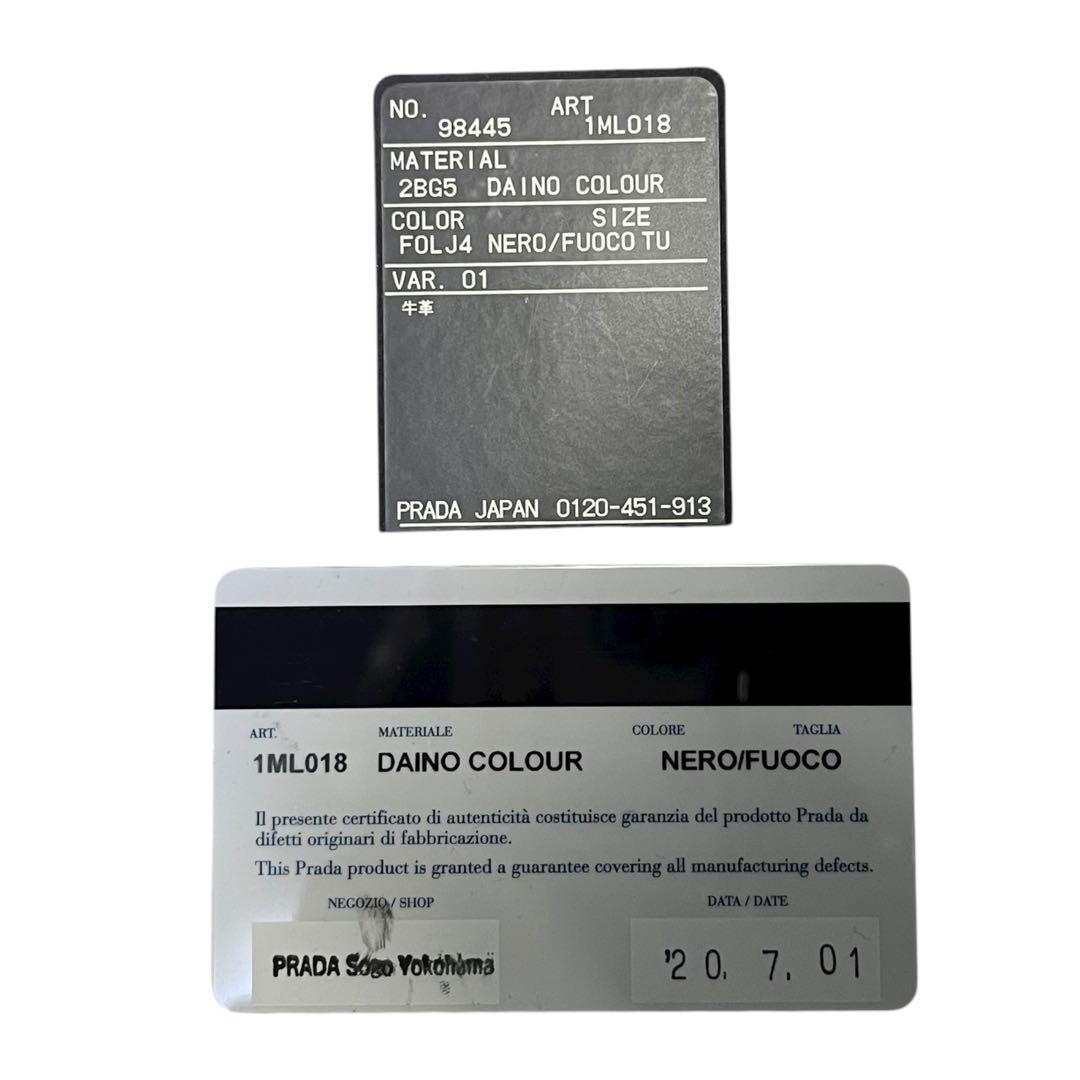 NO. ART
98445 1ML018
MATERIAL
2BG5 DAINO COLOUR
COLOR SIZE
F0LJ4 NERO/FUOCO TU
VAR. 01
牛革
PRADA JAPAN 0120-451-913
ART. MATERIALE COLORE TAGLIA
1ML018 DAINO COLOUR NERO/FUOCO
Il presente certificato di autenticità costituisce garanzia del prodotto Prada da
difetti originari di fabbricazione.
This Prada product is granted a guarantee covering all manufacturing defects.
NEGOZIO / SHOP DATA / DATE
PRADA Sogo Yokohama '20. 7. 01